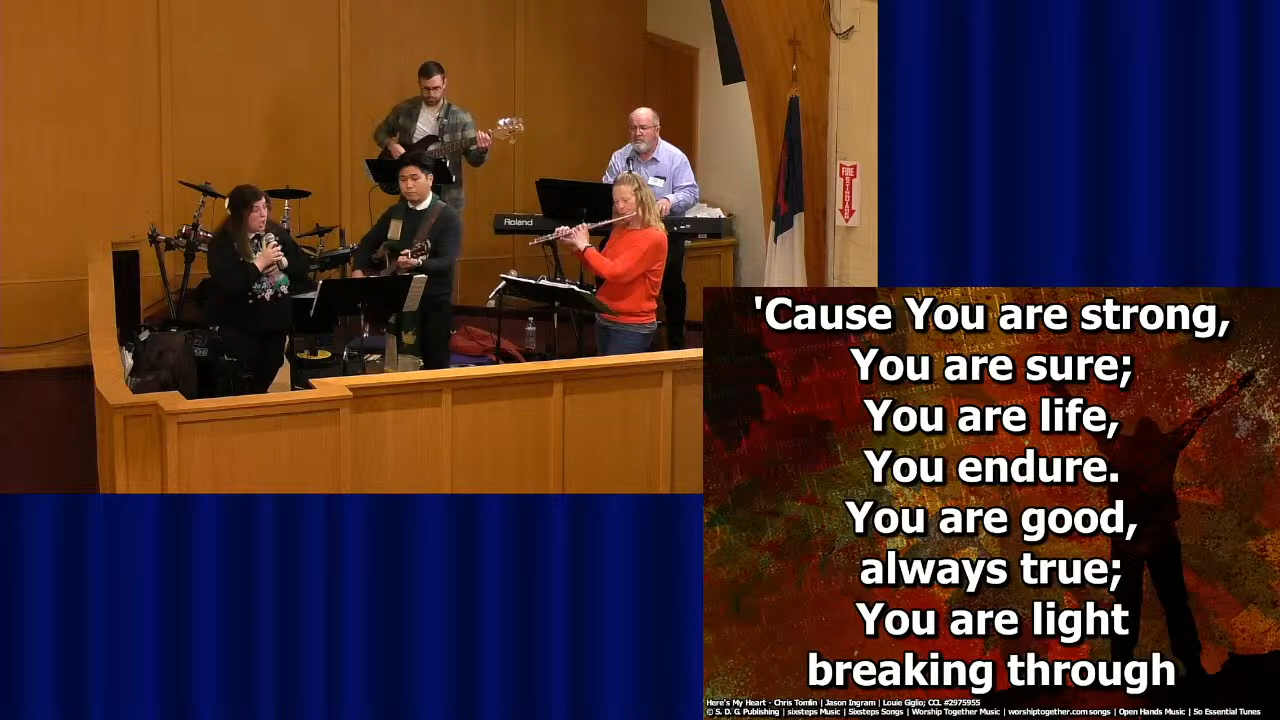 Roland
FIRE
EXTINGUISHER
'Cause You are strong,
You are sure;
You are life,
You endure.
You are good,
always true;
You are light
breaking through
Here's My Heart - Chris Tomlin | Jason Ingram | Louie Giglio; CCL #2975955
© S. D. G. Publishing | sixsteps Music | Sixsteps Songs | Worship Together Music | worshiptogether.com songs | Open Hands Music | So Essential Tunes